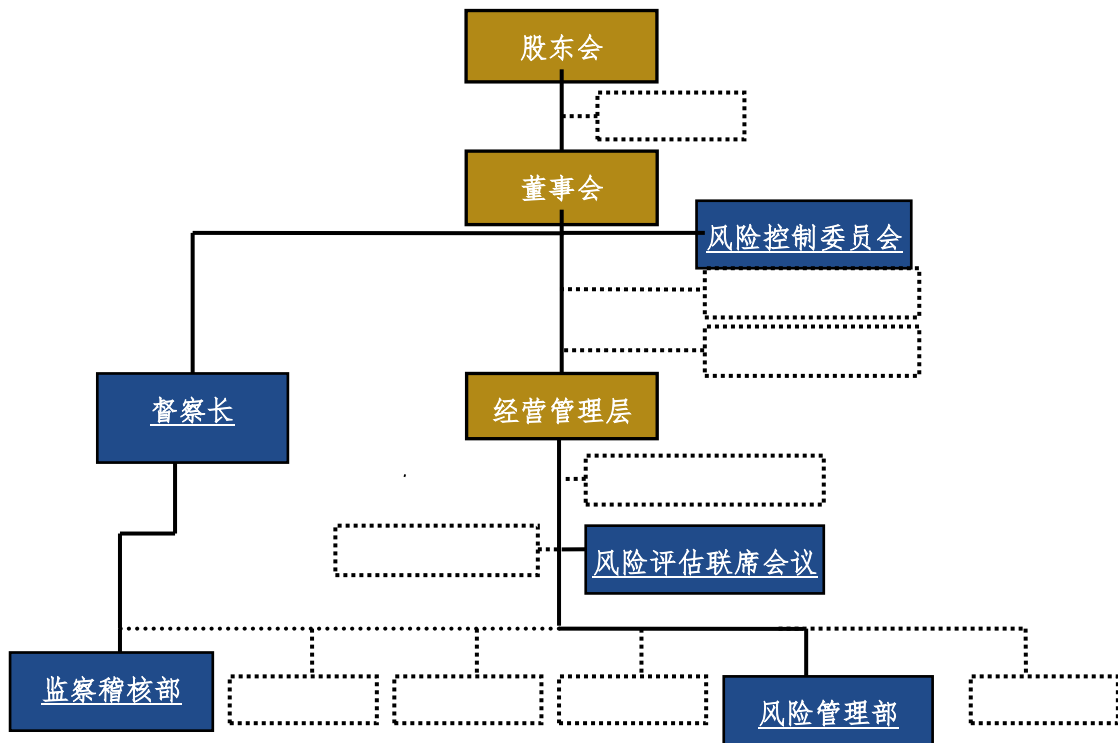 股东会
董事会
风险控制委员会
督察长
经营管理层
风险评估联席会议
监察稽核部
风险管理部